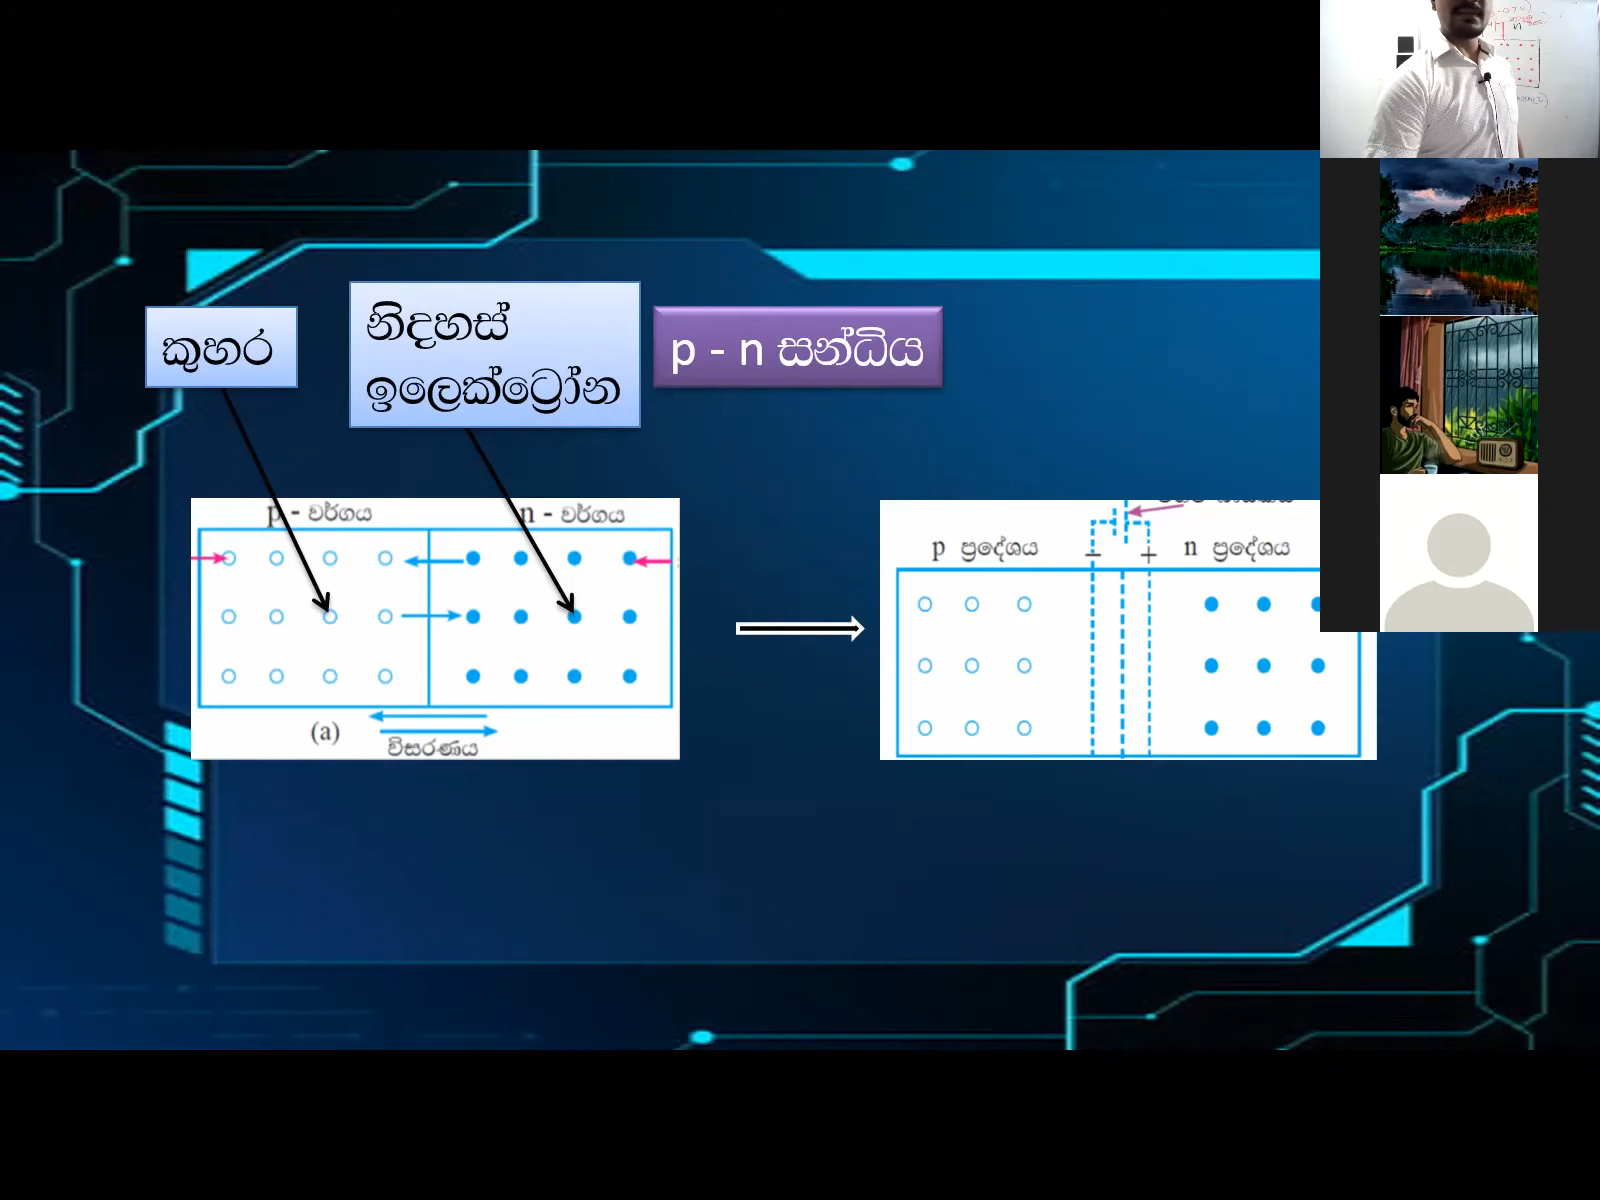 කුහර
නිදහස්
ඉලෙක්ට්‍රෝන
p - n සන්ධිය
p - වර්ගය
n - වර්ගය
(a)
විසරණය
p ප්‍රදේශය
− +
n ප්‍රදේශය
n